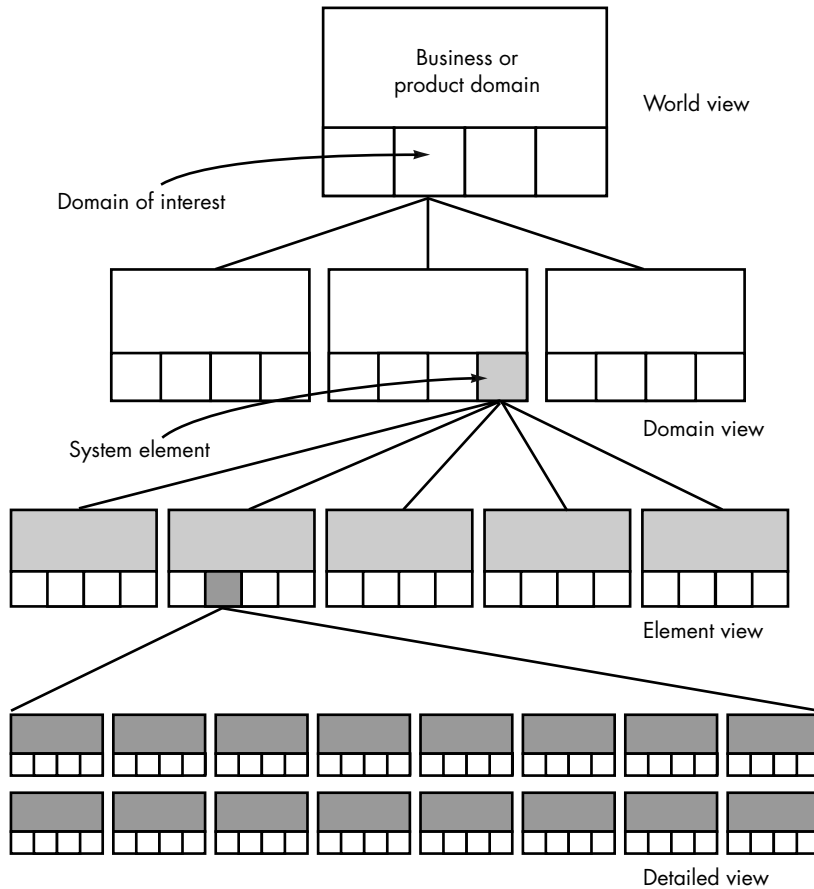 Business or
product domain
World view
Domain of interest
System element
Domain view
Element view
Detailed view